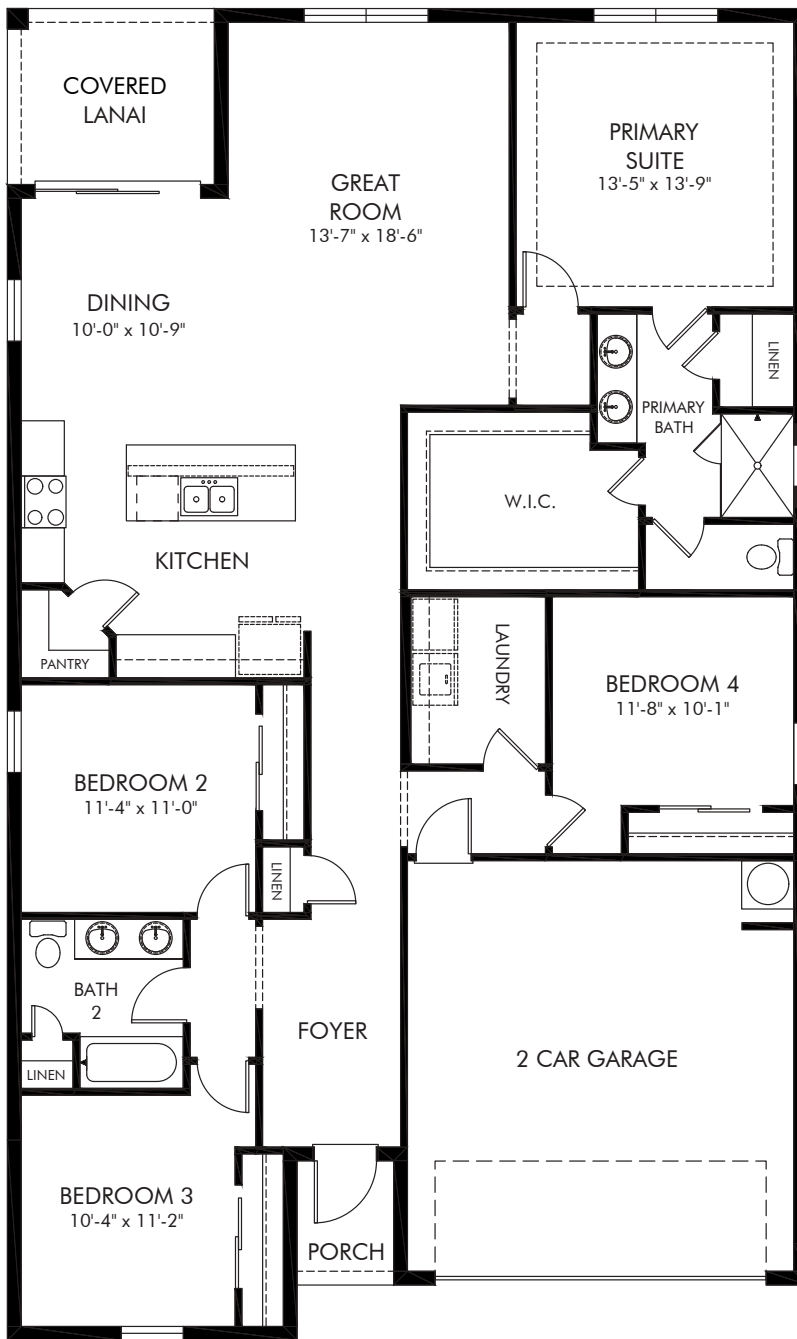 COVERED
LANAI
PRIMARY
SUITE
13'-5" x 13'-9"
GREAT
ROOM
13'-7" x 18'-6"
DINING
10'-0" x 10'-9"
LINEN
PRIMARY
BATH
W.I.C.
KITCHEN
PANTRY
LAUNDRY
BEDROOM 4
11'-8" x 10'-1"
BEDROOM 2
11'-4" x 11'-0"
LINEN
BATH
2
FOYER
2 CAR GARAGE
LINEN
BEDROOM 3
10'-4" x 11'-2"
PORCH